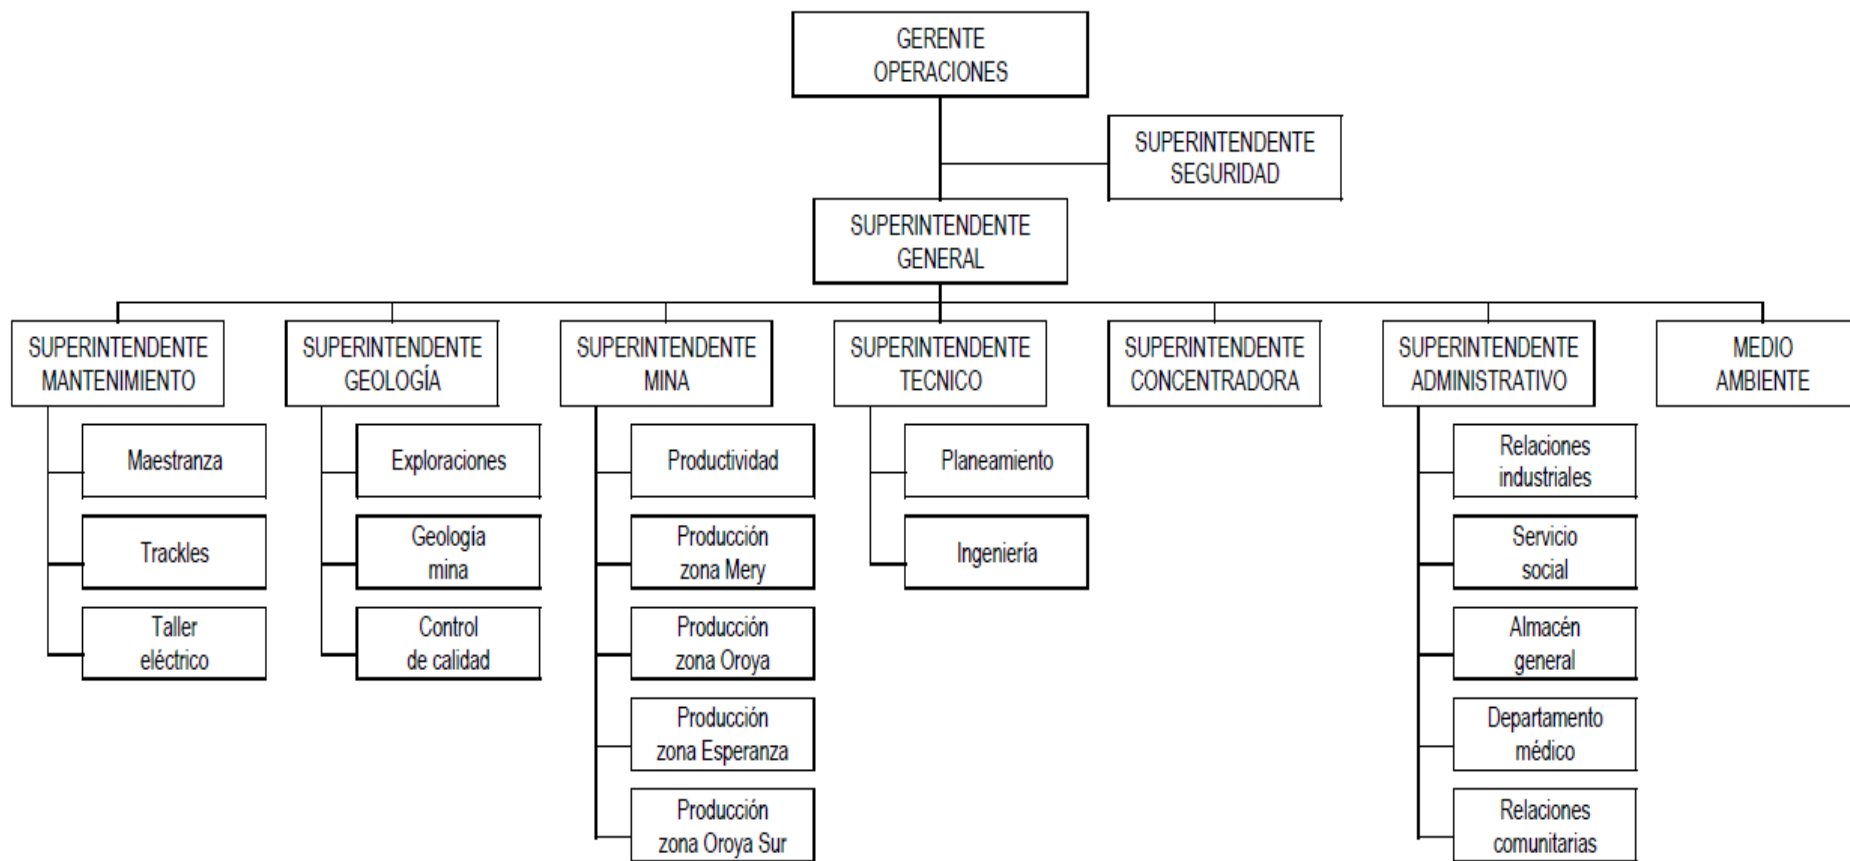 GERENTE
OPERACIONES
SUPERINTENDENTE
SEGURIDAD
SUPERINTENDENTE
GENERAL
SUPERINTENDENTE
MANTENIMIENTO
SUPERINTENDENTE
GEOLOGÍA
SUPERINTENDENTE
MINA
SUPERINTENDENTE
TECNICO
SUPERINTENDENTE
CONCENTRADORA
SUPERINTENDENTE
ADMINISTRATIVO
MEDIO
AMBIENTE
Maestranza
Trackles
Taller
eléctrico
Exploraciones
Geología
mina
Control
de calidad
Productividad
Producción
zona Mery
Producción
zona Oroya
Producción
zona Esperanza
Producción
zona Oroya Sur
Planeamiento
Ingeniería
Relaciones
industriales
Servicio
social
Almacén
general
Departamento
médico
Relaciones
comunitarias